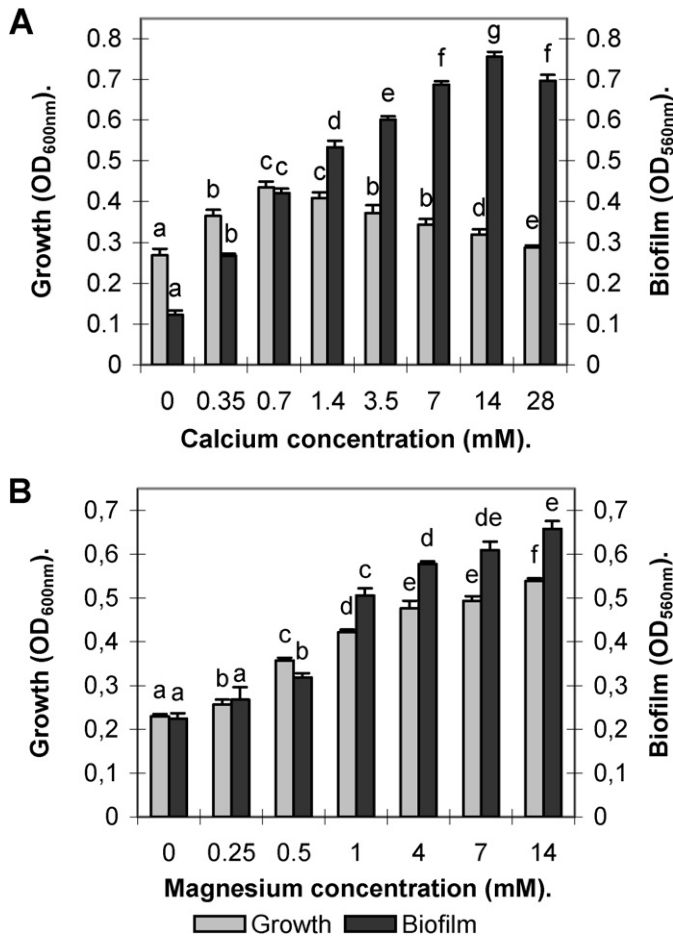 A
Growth (OD600nm).
Biofilm (OD560nm).
0.8 0.8
0.7 0.7
0.6 0.6
0.5 0.5
0.4 0.4
0.3 0.3
0.2 0.2
0.1 0.1
0 0
a a b b c c c d b e b f d g e f
0 0.35 0.7 1.4 3.5 7 14 28
Calcium concentration (mM).
B
Growth (OD600nm).
Biofilm (OD560nm).
0,7 0,7
0,6 0,6
0,5 0,5
0,4 0,4
0,3 0,3
0,2 0,2
0,1 0,1
0 0
a a b a c b d c e d e de f e
0 0.25 0.5 1 4 7 14
Magnesium concentration (mM).
Growth Biofilm